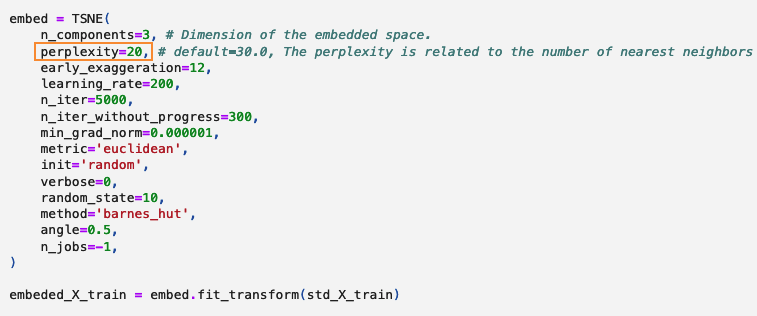 embed = TSNE(
    n_components=3, # Dimension of the embedded space.
    perplexity=20, # default=30.0, The perplexity is related to the number of nearest neighbors
    early_exaggeration=12,
    learning_rate=200,
    n_iter=5000,
    n_iter_without_progress=300,
    min_grad_norm=0.000001,
    metric='euclidean',
    init='random',
    verbose=0,
    random_state=10,
    method='barnes_hut',
    angle=0.5,
    n_jobs=-1,
)
embeded_X_train = embed.fit_transform(std_X_train)